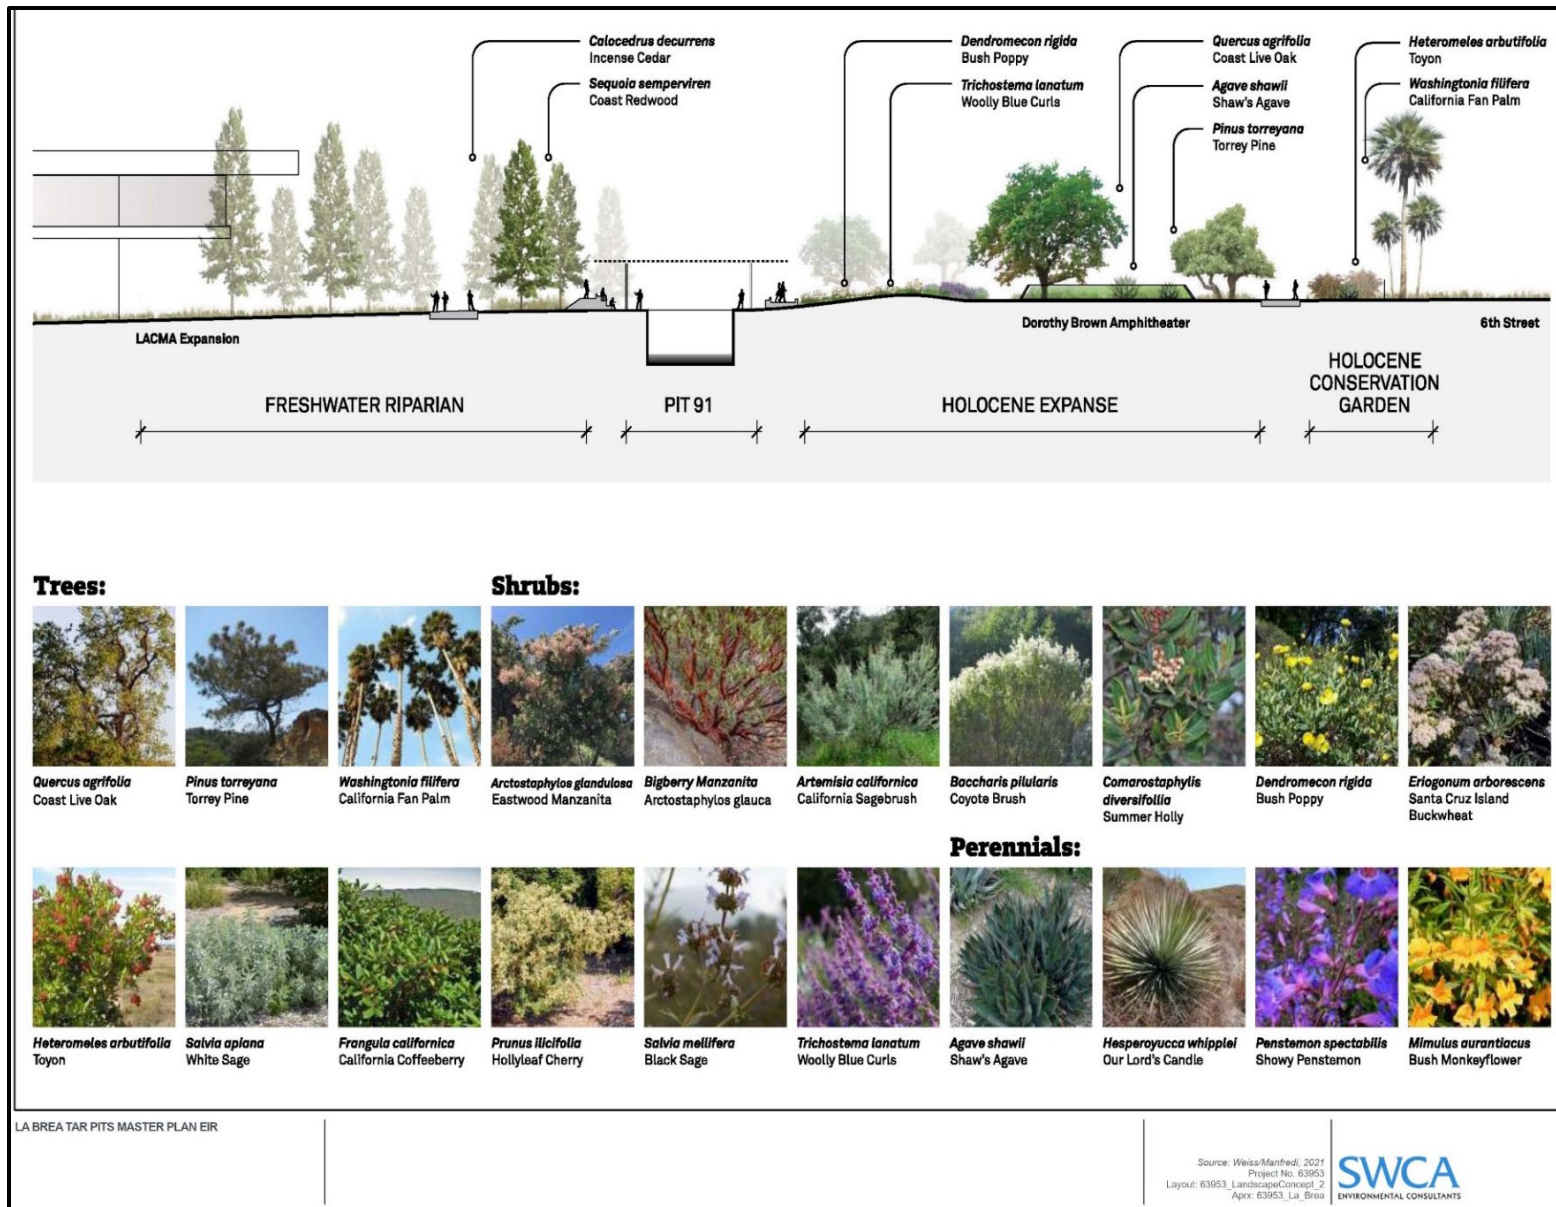 Calocedrus decurrens
Incense Cedar
Sequoia semperviren
Coast Redwood
Dendromecon rigida
Bush Poppy
Trichostema lanatum
Woolly Blue Curls
Quercus agrifolia
Coast Live Oak
Agave shawii
Shaw's Agave
Pinus torreyana
Torrey Pine
Heteromeles arbutifolia
Toyon
Washingtonia filifera
California Fan Palm
LACMA Expansion
Dorothy Brown Amphitheater
6th Street
FRESHWATER RIPARIAN
PIT 91
HOLOCENE EXPANSE
HOLOCENE
CONSERVATION
GARDEN
Trees:
Shrubs:
Quercus agrifolia
Coast Live Oak
Pinus torreyana
Torrey Pine
Washingtonia filifera
California Fan Palm
Arctostaphylos glandulosa
Eastwood Manzanita
Bigberry Manzanita
Arctostaphylos glauca
Artemisia californica
California Sagebrush
Baccharis pilularis
Coyote Brush
Comarostaphylis
diversifollia
Summer Holly
Dendromecon rigida
Bush Poppy
Eriogonum arborescens
Santa Cruz Island
Buckwheat
Perennials:
Heteromeles arbutifolia
Toyon
Salvia apiana
White Sage
Frangula californica
California Coffeeberry
Prunus ilicifolia
Hollyleaf Cherry
Salvia mellifera
Black Sage
Trichostema lanatum
Woolly Blue Curls
Agave shawii
Shaw's Agave
Hesperoyucca whipplei
Our Lord's Candle
Penstemon spectabilis
Showy Penstemon
Mimulus aurantiacus
Bush Monkeyflower
LA BREA TAR PITS MASTER PLAN EIR
Source: Weiss/Manfredi, 2021
Project No. 63953
Layout: 63953_LandscapeConcept_2
Aprx: 63953_La_Brea
SWCA
ENVIRONMENTAL CONSULTANTS